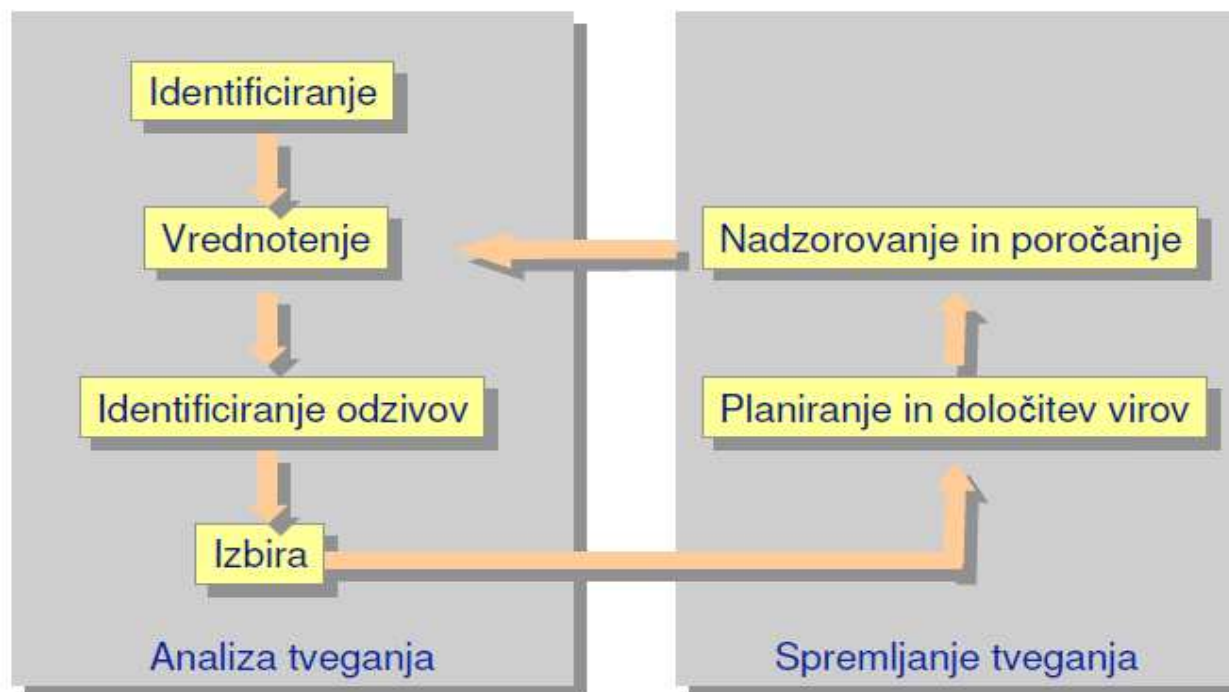 Identificiranje
Vrednotenje
Identificiranje odzivov
Izbira
Analiza tveganja
Nadzorovanje in poročanje
Planiranje in določitev virov
Spremljanje tveganja